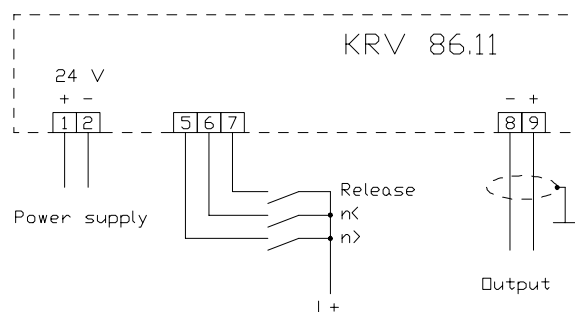 KRV 86.11
24 V
+ −
− +
1 2
5 6 7
8 9
Release
n<
n>
Power supply
Output
L+